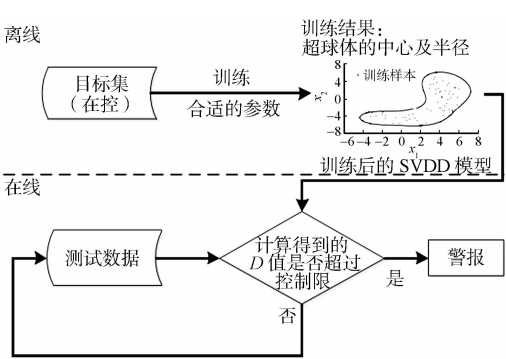 离线
训练结果：
超球体的中心及半径
目标集
（在控）
训练
合适的参数
8
4
0
-4
-8
x2
·训练样本
-6 -4 -2 0 2 4 6 8
x1
训练后的 SVDD 模型
在线
测试数据
计算得到的
D 值是否超过
控制限
是
警报
否